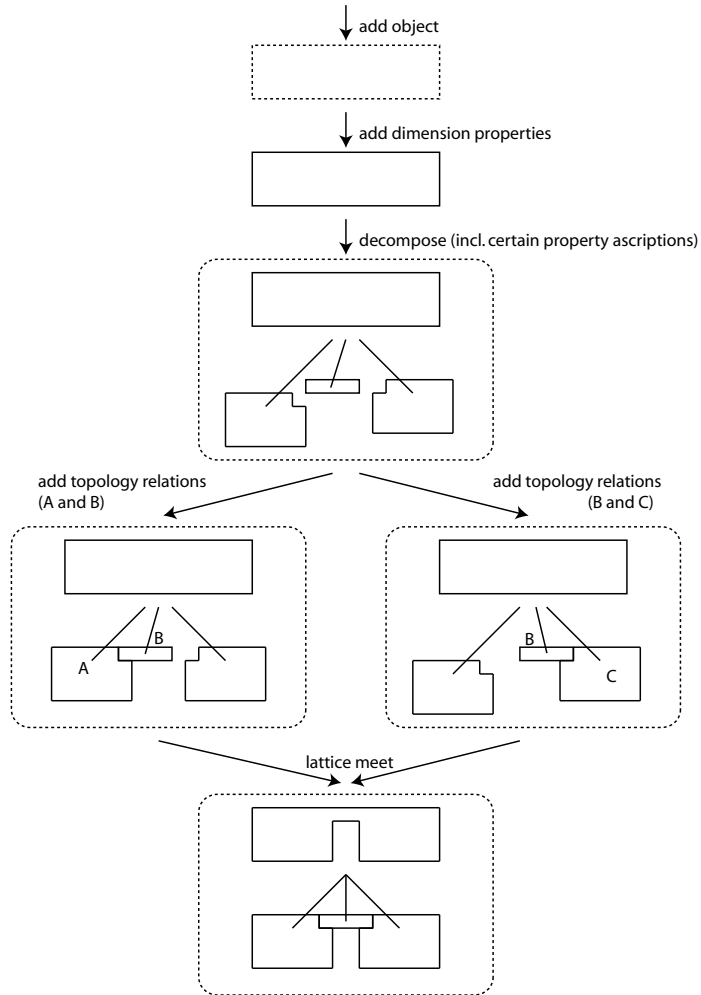 add object
add dimension properties
decompose (incl. certain property ascriptions)
add topology relations
(A and B)
add topology relations
(B and C)
B
A
B
C
lattice meet